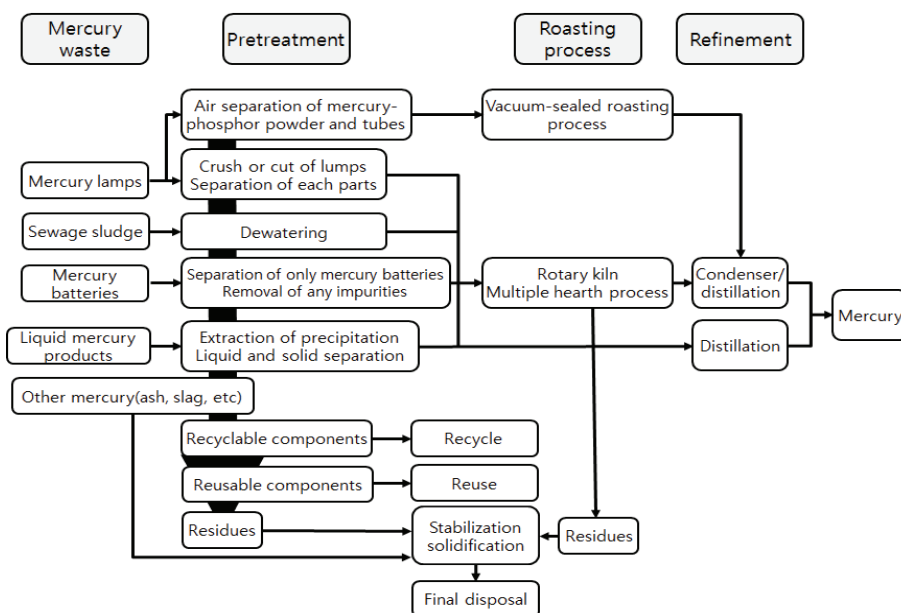 Mercury
waste
Pretreatment
Roasting
process
Refinement
Air separation of mercury-
phosphor powder and tubes
Vacuum-sealed roasting
process
Mercury lamps
Crush or cut of lumps
Separation of each parts
Sewage sludge
Dewatering
Mercury
batteries
Separation of only mercury batteries
Removal of any impurities
Rotary kiln
Multiple hearth process
Condenser/
distillation
Mercury
Liquid mercury
products
Extraction of precipitation
Liquid and solid separation
Distillation
Other mercury(ash, slag, etc)
Recyclable components
Recycle
Reusable components
Reuse
Residues
Stabilization
solidification
Residues
Final disposal